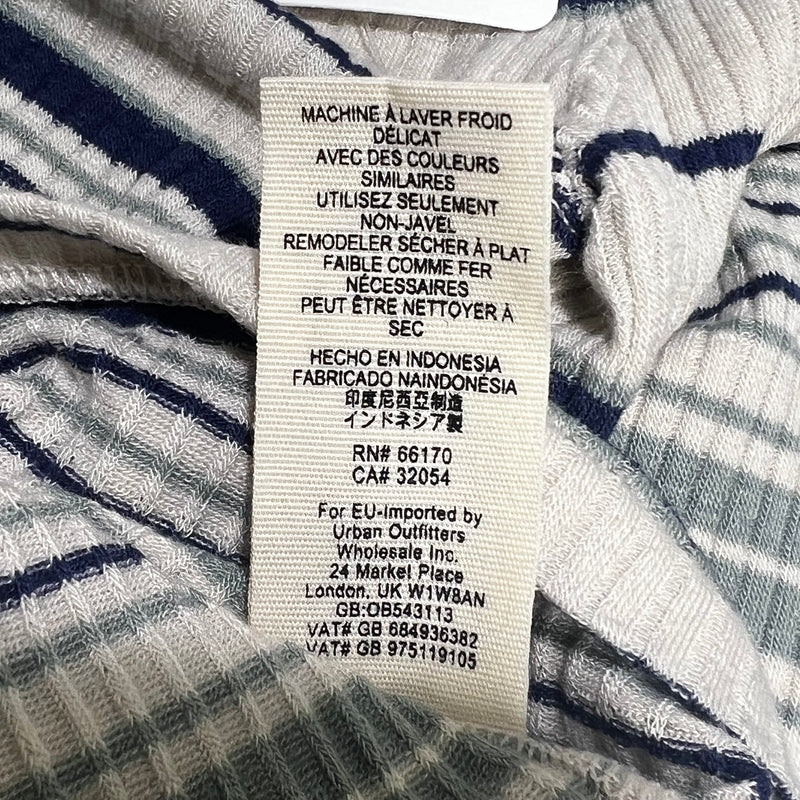 MACHINE À LAVER FROID
DÉLICAT
AVEC DES COULEURS
SIMILAIRES
UTILISEZ SEULEMENT
NON-JAVEL
REMODELER SÉCHER À PLAT
FAIBLE COMME FER
NÉCESSAIRES
PEUT ÊTRE NETTOYER À
SEC
HECHO EN INDONESIA
FABRICADO NAINDONÉSIA
印度尼西亞制造
インドネシア製
RN# 66170
CA# 32054
For EU-Imported by
Urban Outfitters
Wholesale Inc.
24 Market Place
London, UK W1W8AN
GB:OB543113
VAT# GB 684936382
VAT# GB 975119105